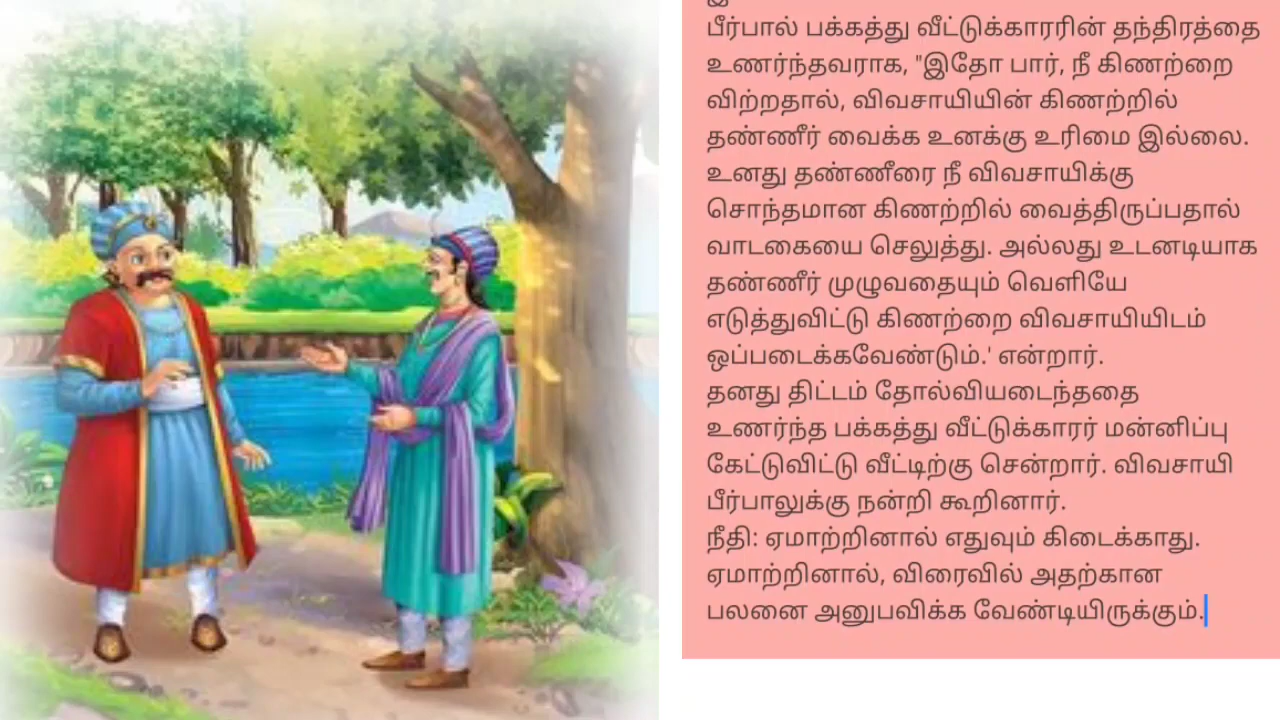 பீர்பால் பக்கத்து வீட்டுக்காரரின் தந்திரத்தை
உணர்ந்தவராக, "இதோ பார், நீ கிணற்றை
விற்றதால், விவசாயியின் கிணற்றில்
தண்ணீர் வைக்க உனக்கு உரிமை இல்லை.
உனது தண்ணீரை நீ விவசாயிக்கு
சொந்தமான கிணற்றில் வைத்திருப்பதால்
வாடகையை செலுத்து. அல்லது உடனடியாக
தண்ணீர் முழுவதையும் வெளியே
எடுத்துவிட்டு கிணற்றை விவசாயியிடம்
ஒப்படைக்கவேண்டும்.' என்றார்.
தனது திட்டம் தோல்வியடைந்ததை
உணர்ந்த பக்கத்து வீட்டுக்காரர் மன்னிப்பு
கேட்டுவிட்டு வீட்டிற்கு சென்றார். விவசாயி
பீர்பாலுக்கு நன்றி கூறினார்.
நீதி: ஏமாற்றினால் எதுவும் கிடைக்காது.
ஏமாற்றினால், விரைவில் அதற்கான
பலனை அனுபவிக்க வேண்டியிருக்கும்.